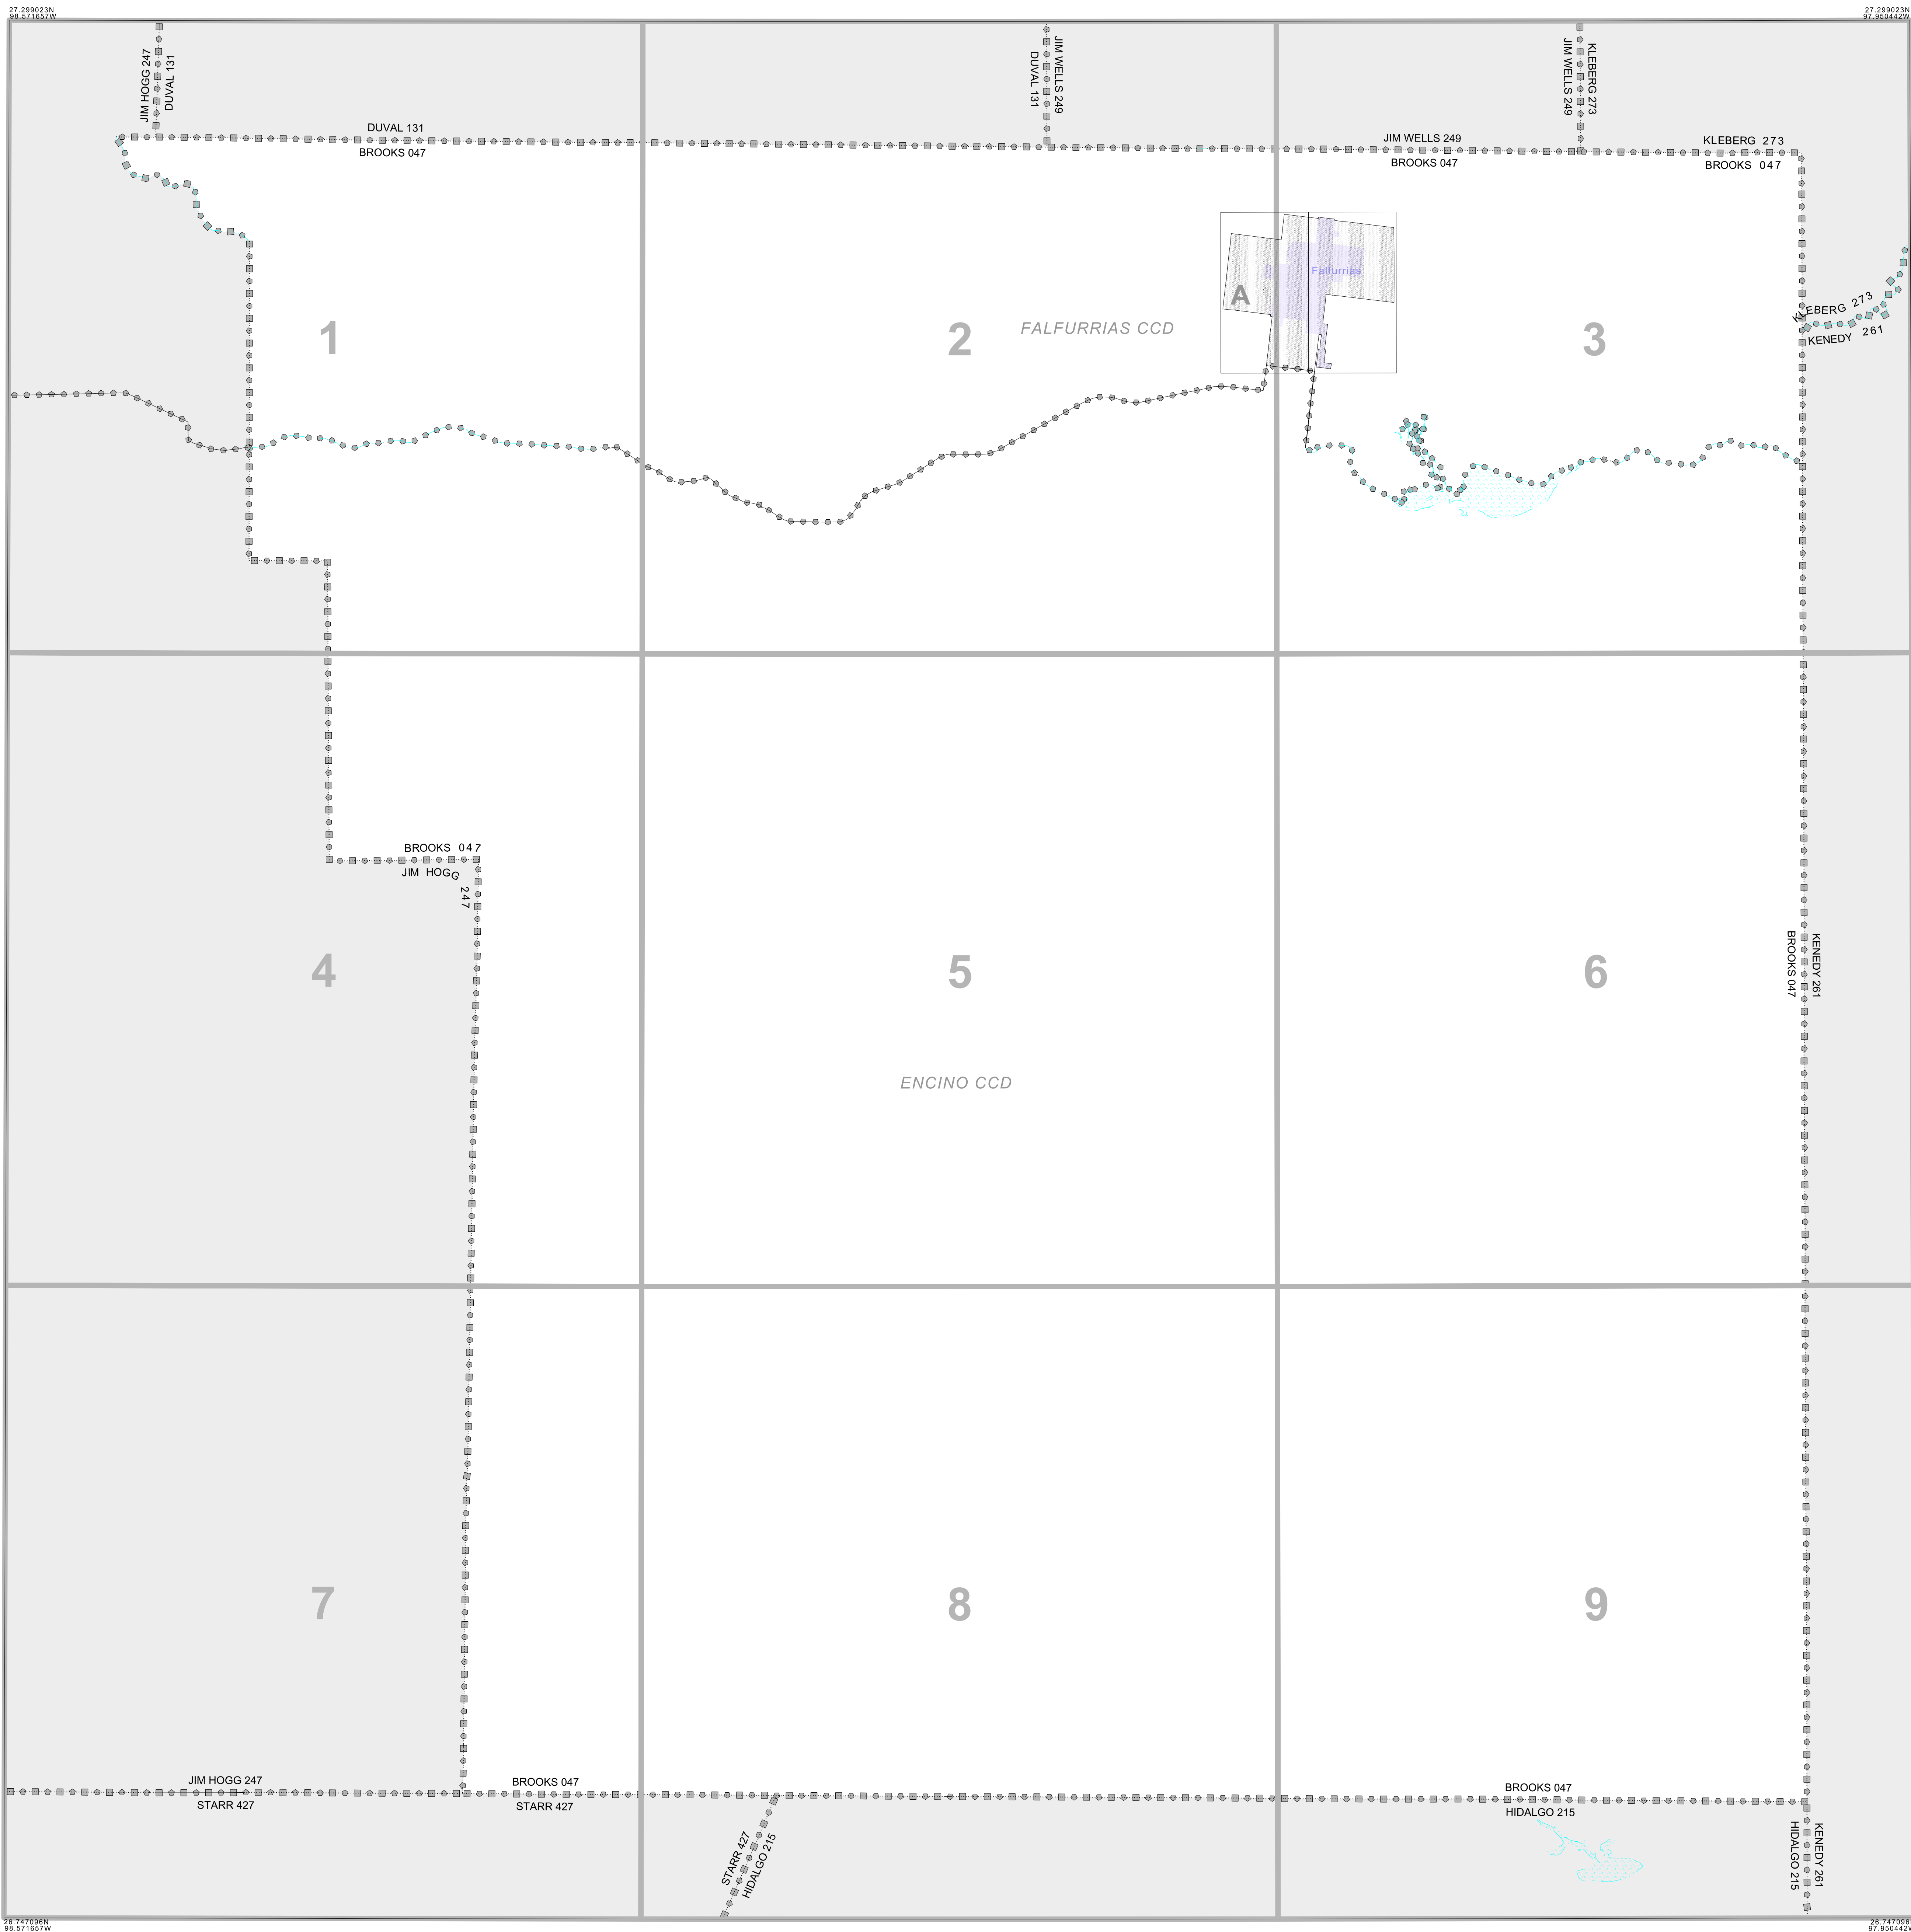 27.299023N
98.571657W
27.299023N
97.950442W
JIM HOGG 247
DUVAL 131
DUVAL 131
JIM WELLS 249
JIM WELLS 249
KLEBERG 273
DUVAL 131
BROOKS 047
JIM WELLS 249
BROOKS 047
KLEBERG 273
BROOKS 047
Falfurrias
A 1
KLEBERG 273
KENEDY 261
1
2
FALFURRIAS CCD
3
BROOKS 047
JIM HOGG 247
4
5
6
BROOKS 047
KENEDY 261
ENCINO CCD
7
8
9
JIM HOGG 247
STARR 427
BROOKS 047
STARR 427
BROOKS 047
HIDALGO 215
STARR 427
HIDALGO 215
HIDALGO 215
KENEDY 261
26.747096N
98.571657W
26.747096N
97.950442W